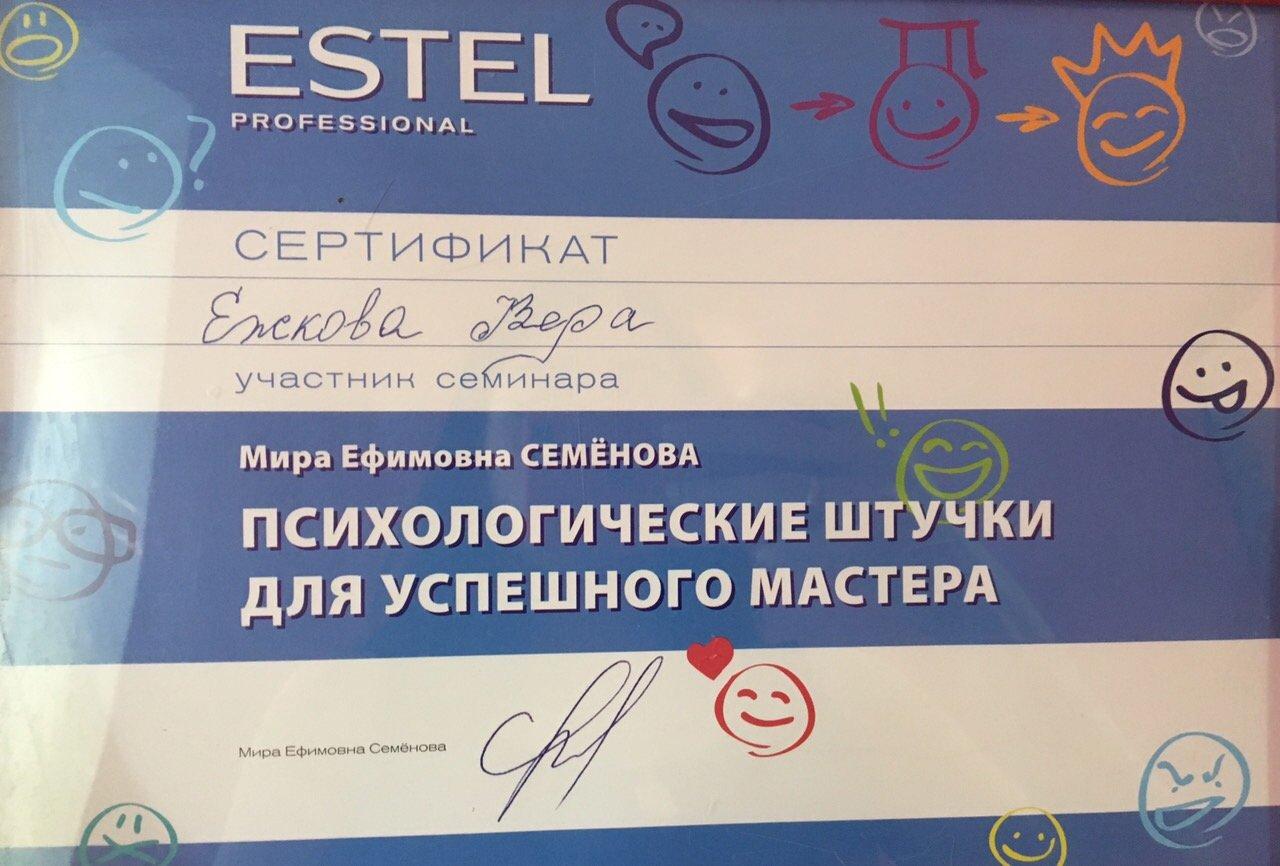 ESTEL
PROFESSIONAL
СЕРТИФИКАТ
Ежкова Вера
участник семинара
Мира Ефимовна СЕМЁНОВА
ПСИХОЛОГИЧЕСКИЕ ШТУЧКИ
ДЛЯ УСПЕШНОГО МАСТЕРА
Мира Ефимовна Семёнова